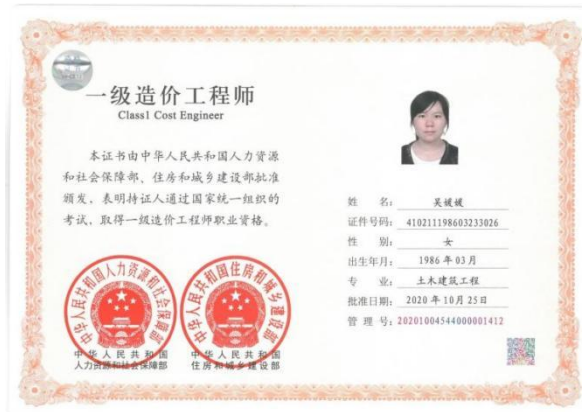 一级造价工程师
Class1 Cost Engineer
本证书由中华人民共和国人力资源
和社会保障部、住房和城乡建设部批准
颁发，表明持证人通过国家统一组织的
考试，取得一级造价工程师职业资格。
中华人民共和国人力资源和社会保障部
中华人民共和国住房和城乡建设部
中华人民共和国
人力资源和社会保障部
中华人民共和国
住房和城乡建设部
姓 名：吴媛媛
证件号码：410211198603233026
性 别：女
出生年月：1986年03月
专 业：土木建筑工程
批准日期：2020年10月25日
管 理 号：20201004544000001412